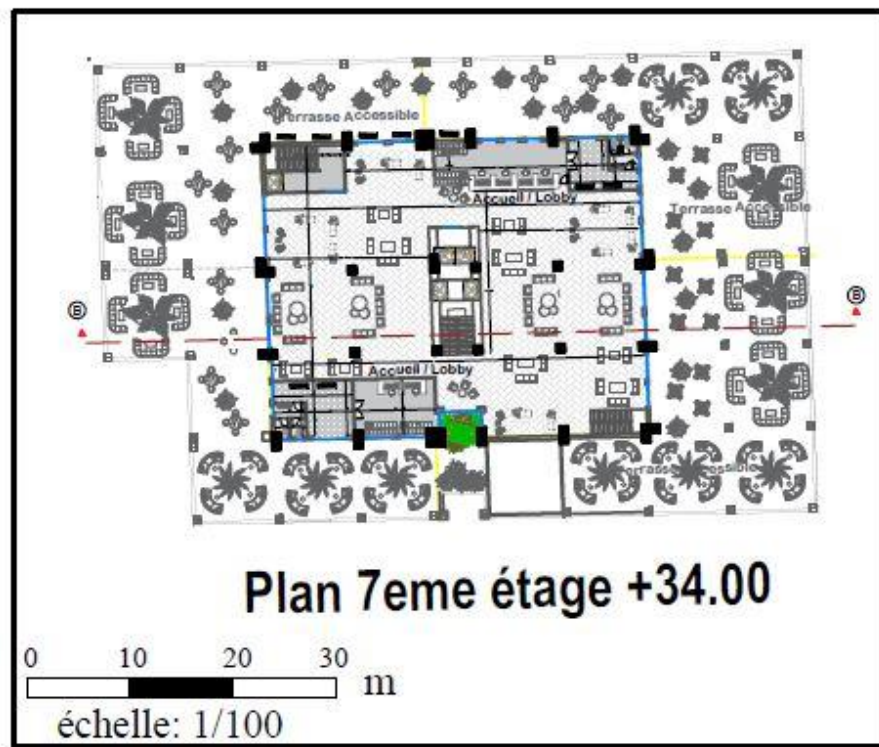 Terrasse Accessible
Accueil / Lobby
Terrasse Accessible
B
B
Accueil / Lobby
Terrasse Accessible
Plan 7eme étage +34.00
0 10 20 30
m
échelle: 1/100